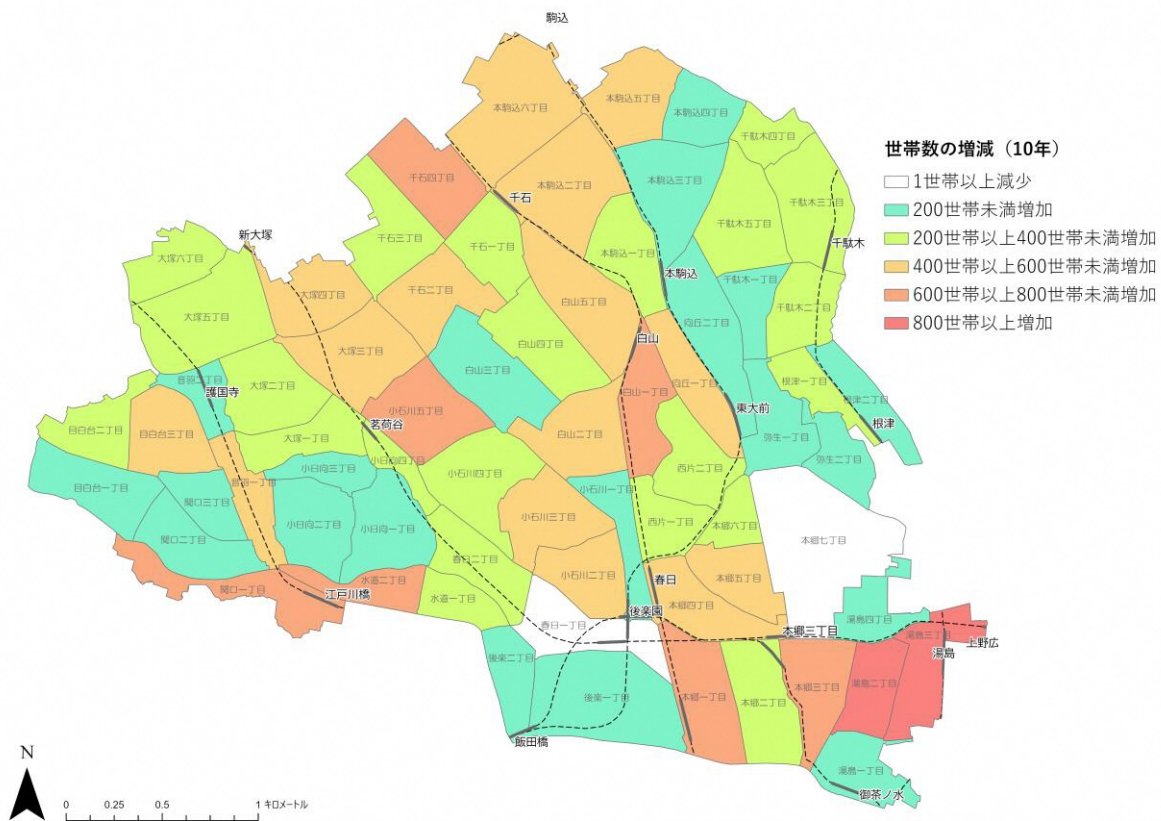 駒込
本駒込六丁目
本駒込五丁目
本駒込四丁目
千駄木四丁目
世帯数の増減（10年）
1世帯以上減少
200世帯未満増加
200世帯以上400世帯未満増加
400世帯以上600世帯未満増加
600世帯以上800世帯未満増加
800世帯以上増加
千石四丁目
本駒込二丁目
本駒込三丁目
千石
千駄木三丁目
千駄木五丁目
千石三丁目
千石一丁目
本駒込一丁目
千駄木
新大塚
大塚六丁目
本駒込
千駄木一丁目
千石二丁目
大塚四丁目
白山五丁目
千駄木二丁目
大塚五丁目
向丘二丁目
白山
白山四丁目
大塚三丁目
白山三丁目
音羽二丁目
護国寺
大塚二丁目
向丘一丁目
根津一丁目
白山一丁目
根津二丁目
小石川五丁目
東大前
茗荷谷
根津
目白台二丁目
目白台三丁目
大塚一丁目
白山二丁目
弥生一丁目
小日向四丁目
弥生二丁目
小日向三丁目
西片二丁目
小石川四丁目
音羽一丁目
目白台一丁目
小石川一丁目
関口三丁目
小石川三丁目
西片一丁目
小日向二丁目
小日向一丁目
本郷六丁目
関口二丁目
本郷七丁目
春日二丁目
小石川二丁目
春日
本郷五丁目
水道二丁目
関口一丁目
江戸川橋
水道一丁目
本郷四丁目
後楽園
湯島四丁目
春日一丁目
本郷三丁目
湯島三丁目
上野広
湯島
後楽二丁目
湯島二丁目
本郷三丁目
後楽一丁目
本郷一丁目
本郷二丁目
飯田橋
湯島一丁目
御茶ノ水
N
0 0.25 0.5 1 キロメートル